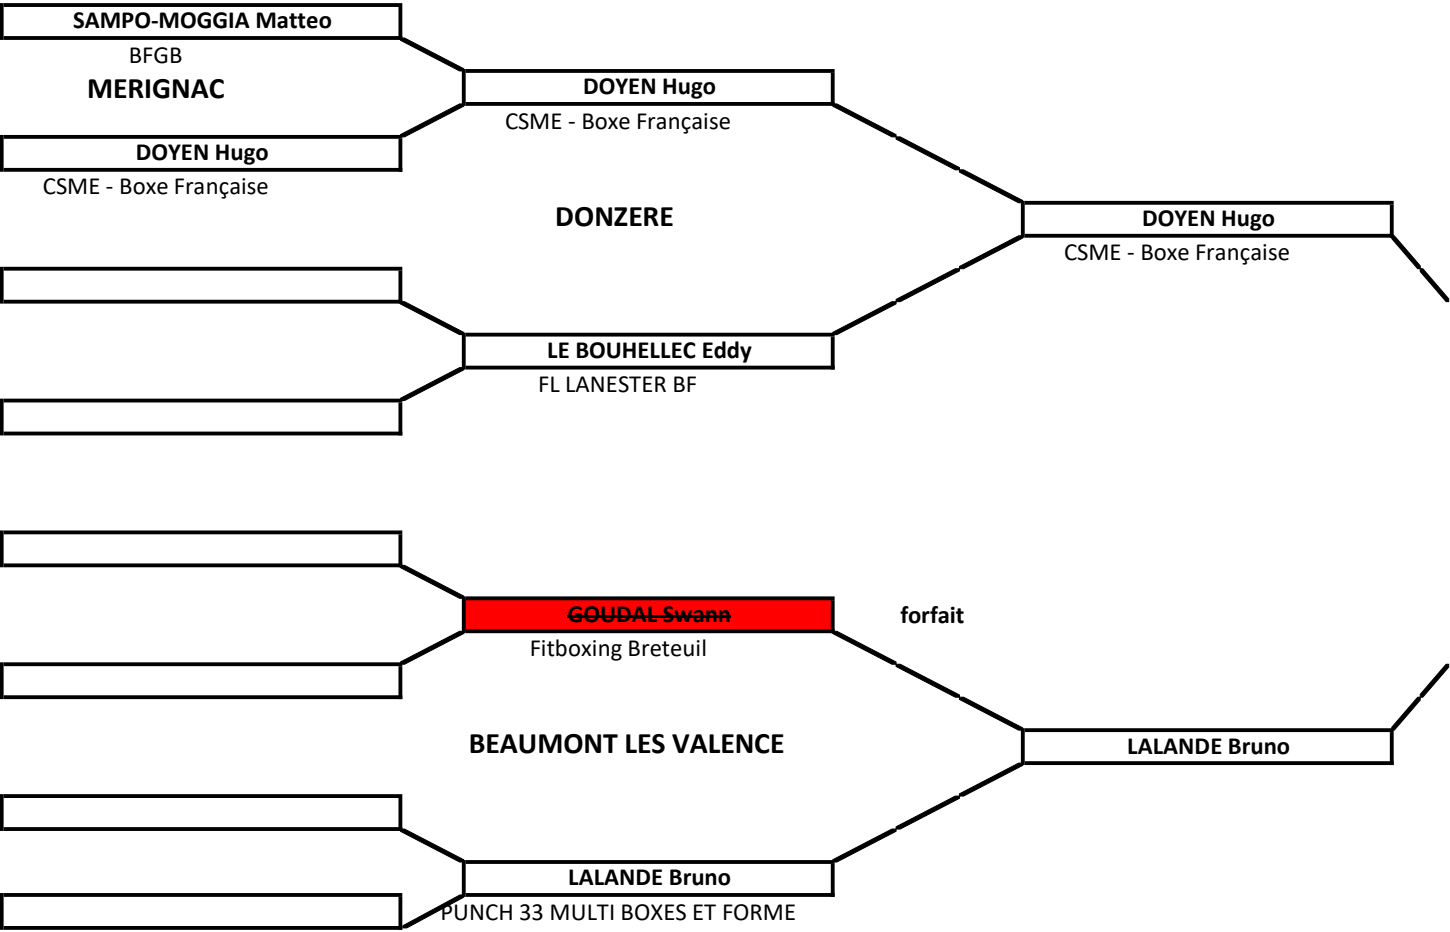 SAMPO-MOGGIA Matteo
BFGB
MERIGNAC
DOYEN Hugo
CSME - Boxe Française
DOYEN Hugo
CSME - Boxe Française
DONZERE
DOYEN Hugo
CSME - Boxe Française
LE BOUHELLEC Eddy
FL LANESTER BF
GOUDAL Swann
forfait
Fitboxing Breteuil
BEAUMONT LES VALENCE
LALANDE Bruno
LALANDE Bruno
PUNCH 33 MULTI BOXES ET FORME